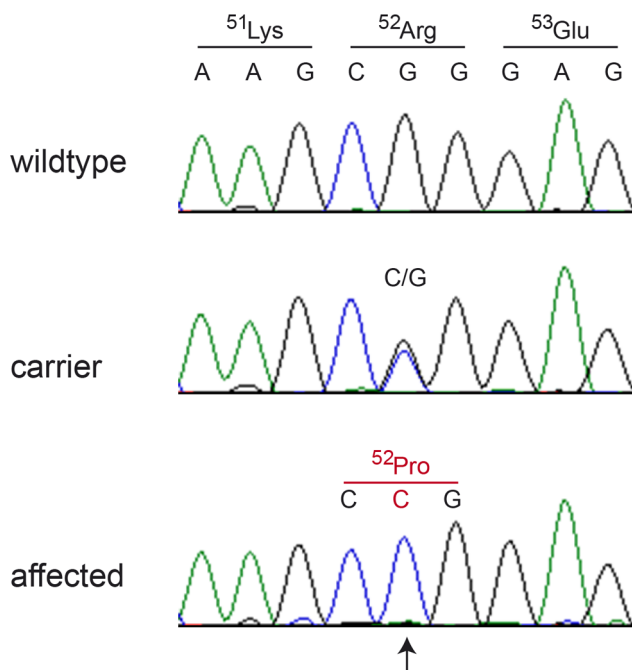 51Lys 52Arg 53Glu
A A G C G G G A G
wildtype
C/G
carrier
52Pro
C C G
affected